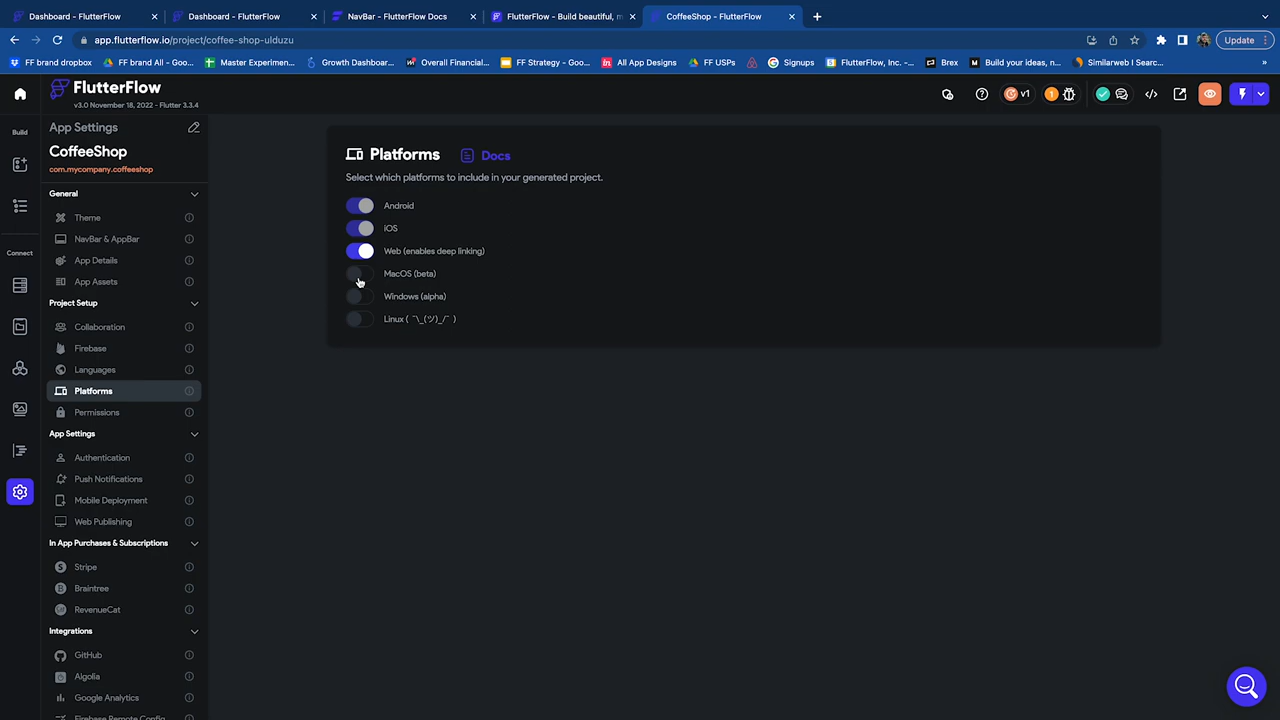 Dashboard - FlutterFlow
Dashboard - FlutterFlow
NavBar - FlutterFlow Docs
FlutterFlow - Build beautiful, m
CoffeeShop - FlutterFlow
app.flutterflow.io/project/coffee-shop-ulduzu
Update
FF brand dropbox
FF brand All - Goo...
Master Experimen...
Growth Dashboar...
Overall Financial...
FF Strategy - Goo...
All App Designs
FF USPs
Signups
FlutterFlow, Inc. -...
Brex
Build your ideas, n...
Similarweb I Searc...
FlutterFlow
v3.0 November 18, 2022 - Flutter 3.3.4
v1
1
Build
Connect
App Settings
CoffeeShop
com.mycompany.coffeeshop
General
Theme
NavBar & AppBar
App Details
App Assets
Project Setup
Collaboration
Firebase
Languages
Platforms
Permissions
App Settings
Authentication
Push Notifications
Mobile Deployment
Web Publishing
In App Purchases & Subscriptions
Stripe
Braintree
RevenueCat
Integrations
GitHub
Algolia
Google Analytics
Firebase Remote Config
Platforms
Docs
Select which platforms to include in your generated project.
Android
iOS
Web (enables deep linking)
MacOS (beta)
Windows (alpha)
Linux ( ¯\_(ツ)_/¯ )